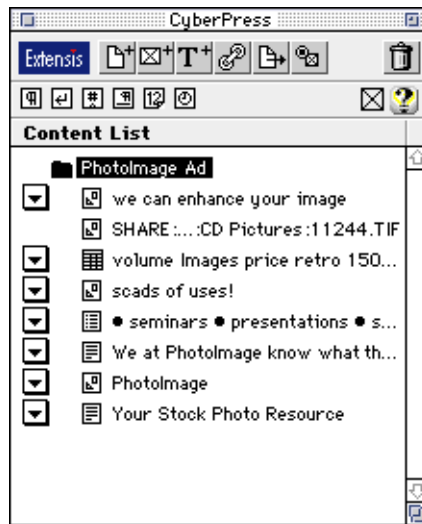 CyberPress
Extensis
T+
12
Content List
PhotoImage Ad
we can enhance your image
SHARE:...:CD Pictures:11244.TIF
volume Images price retro 150...
scads of uses!
● seminars ● presentations ● s...
We at PhotoImage know what th...
PhotoImage
Your Stock Photo Resource